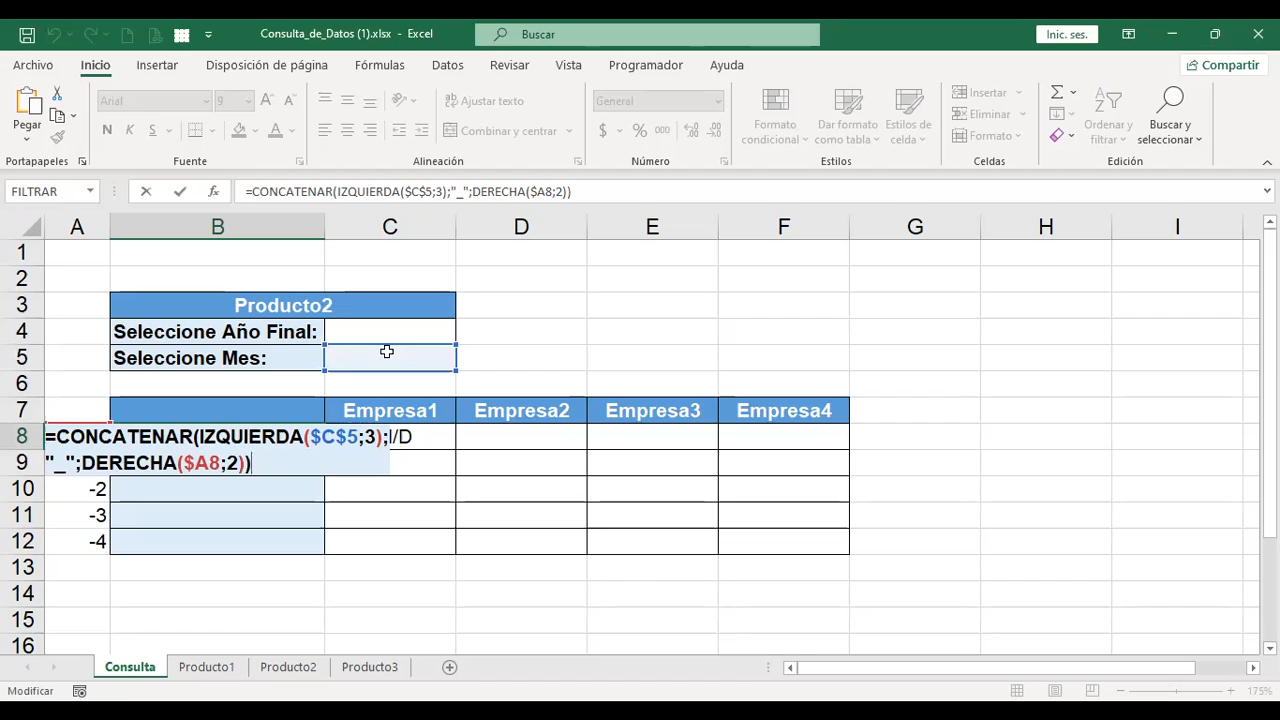 Consulta_de_Datos (1).xlsx - Excel
Buscar
Inic. ses.
Archivo Inicio Insertar Disposición de página Fórmulas Datos Revisar Vista Programador Ayuda
Compartir
Pegar
Arial 9
N K S
Ajustar texto
Combinar y centrar
General
$ % 000
Formato condicional
Dar formato como tabla
Estilos de celda
Insertar
Eliminar
Formato
Ordenar y filtrar
Buscar y seleccionar
Portapapeles Fuente Alineación Número Estilos Celdas Edición
FILTRAR
fx
=CONCATENAR(IZQUIERDA($C$5;3);"_";DERECHA($A8;2))
A B C D E F G H I
1
2
3 Producto2
4 Seleccione Año Final:
5 Seleccione Mes:
6
7 Empresa1 Empresa2 Empresa3 Empresa4
8 =CONCATENAR(IZQUIERDA($C$5;3);I/D
9 "_";DERECHA($A8;2))
10 -2
11 -3
12 -4
13
14
15
16
Consulta Producto1 Producto2 Producto3
Modificar
175%